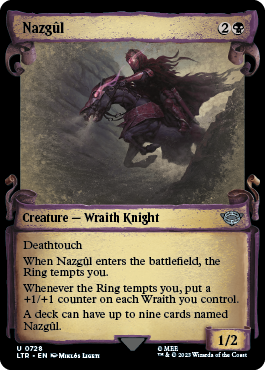 Nazgûl 2
Creature — Wraith Knight
Deathtouch
When Nazgûl enters the battlefield, the
Ring tempts you.
Whenever the Ring tempts you, put a
+1/+1 counter on each Wraith you control.
A deck can have up to nine cards named
Nazgûl.
1/2
U 0728
LTR • EN Miklós Ligeti
© MEE
™ & © 2023 Wizards of the Coast